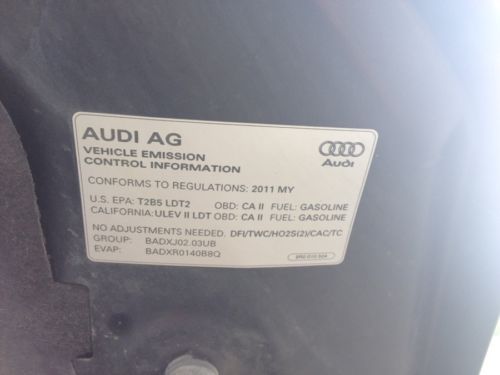 AUDI AG
VEHICLE EMISSION
CONTROL INFORMATION
Audi
CONFORMS TO REGULATIONS: 2011 MY
U.S. EPA: T2B5 LDT2 OBD: CA II FUEL: GASOLINE
CALIFORNIA: ULEV II LDT OBD: CA II FUEL: GASOLINE
NO ADJUSTMENTS NEEDED. DFI/TWC/HO2S(2)/CAC/TC
GROUP: BADXJ02.03UB
EVAP: BADXR0140B8Q